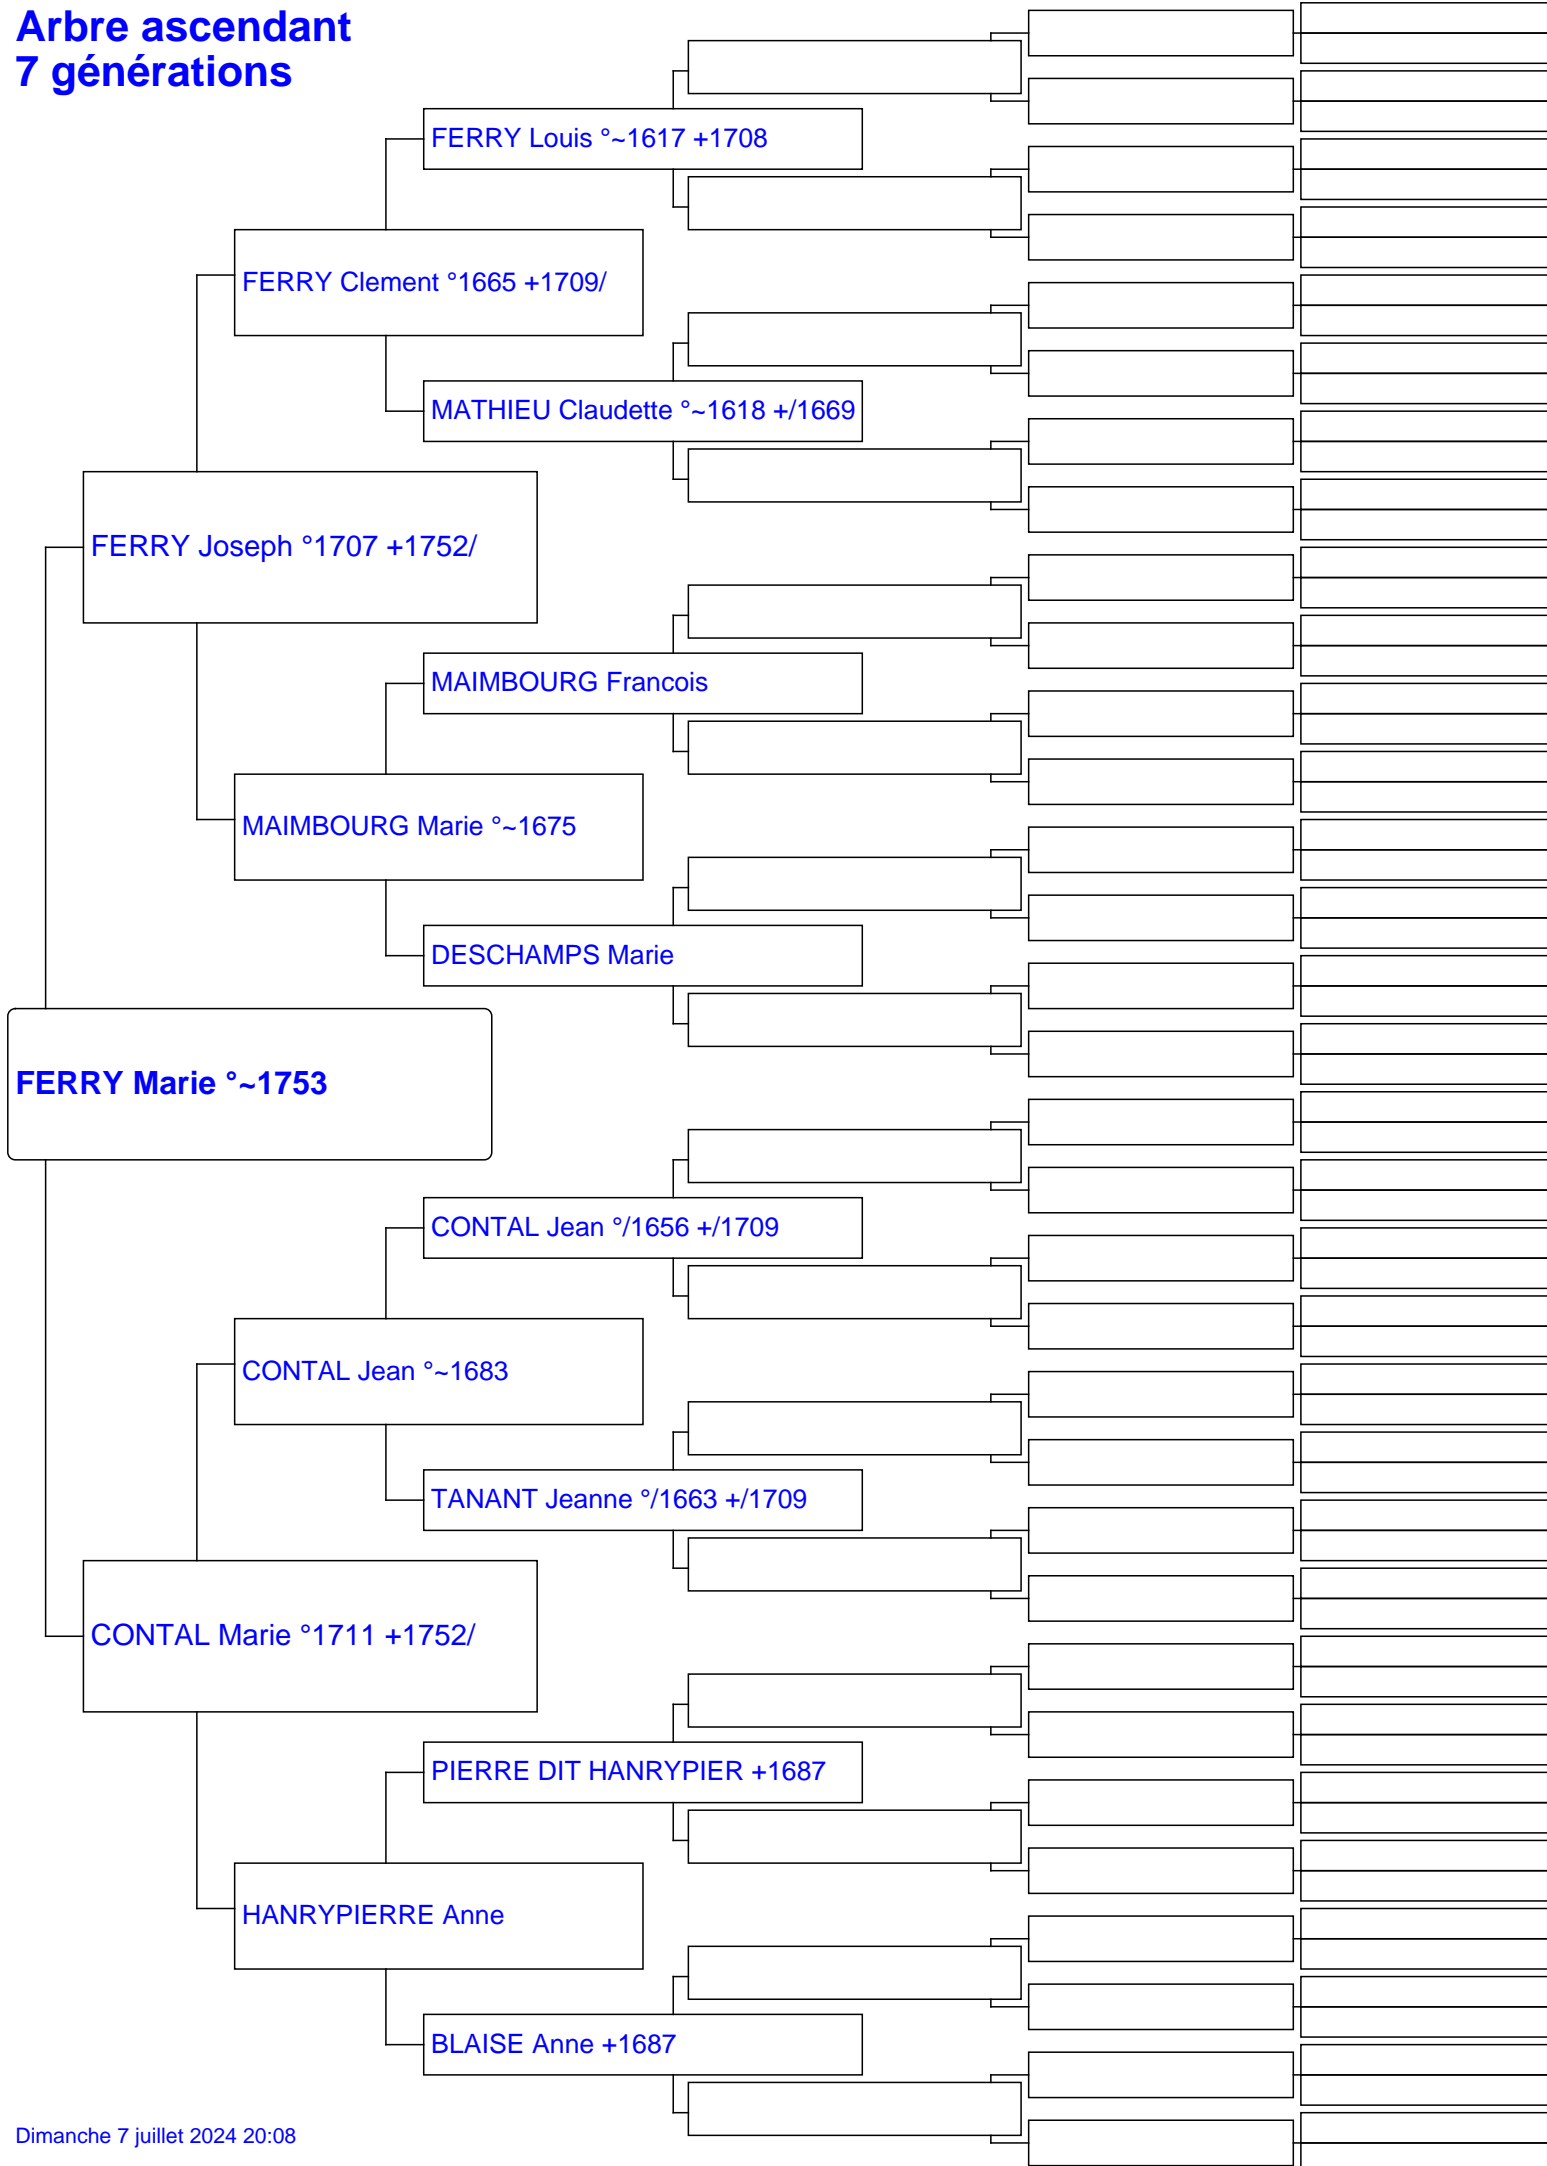 Arbre ascendant
7 générations
FERRY Louis °~1617 +1708
FERRY Clement °1665 +1709/
MATHIEU Claudette °~1618 +/1669
FERRY Joseph °1707 +1752/
MAIMBOURG Francois
MAIMBOURG Marie °~1675
DESCHAMPS Marie
FERRY Marie °~1753
CONTAL Jean °/1656 +/1709
CONTAL Jean °~1683
TANANT Jeanne °/1663 +/1709
CONTAL Marie °1711 +1752/
PIERRE DIT HANRYPIER +1687
HANRYPIERRE Anne
BLAISE Anne +1687
Dimanche 7 juillet 2024 20:08